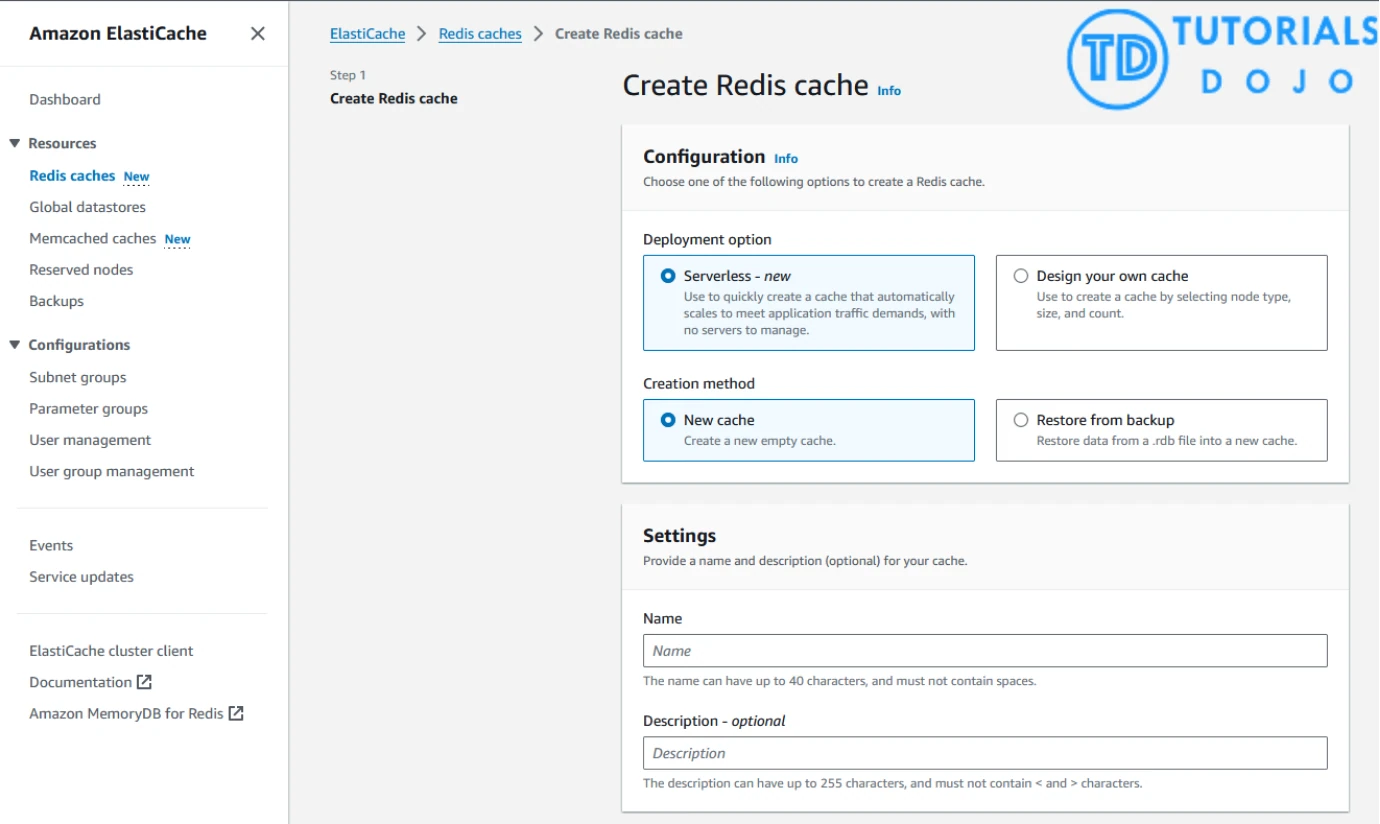 Amazon ElastiCache
Dashboard
Resources
Redis caches New
Global datastores
Memcached caches New
Reserved nodes
Backups
Configurations
Subnet groups
Parameter groups
User management
User group management
Events
Service updates
ElastiCache cluster client
Documentation
Amazon MemoryDB for Redis
ElastiCache > Redis caches > Create Redis cache
Step 1
Create Redis cache
TD TUTORIALS
DOJO
Create Redis cache Info
Configuration Info
Choose one of the following options to create a Redis cache.
Deployment option
Serverless - new
Use to quickly create a cache that automatically
scales to meet application traffic demands, with
no servers to manage.
Design your own cache
Use to create a cache by selecting node type,
size, and count.
Creation method
New cache
Create a new empty cache.
Restore from backup
Restore data from a .rdb file into a new cache.
Settings
Provide a name and description (optional) for your cache.
Name
Name
The name can have up to 40 characters, and must not contain spaces.
Description - optional
Description
The description can have up to 255 characters, and must not contain < and > characters.